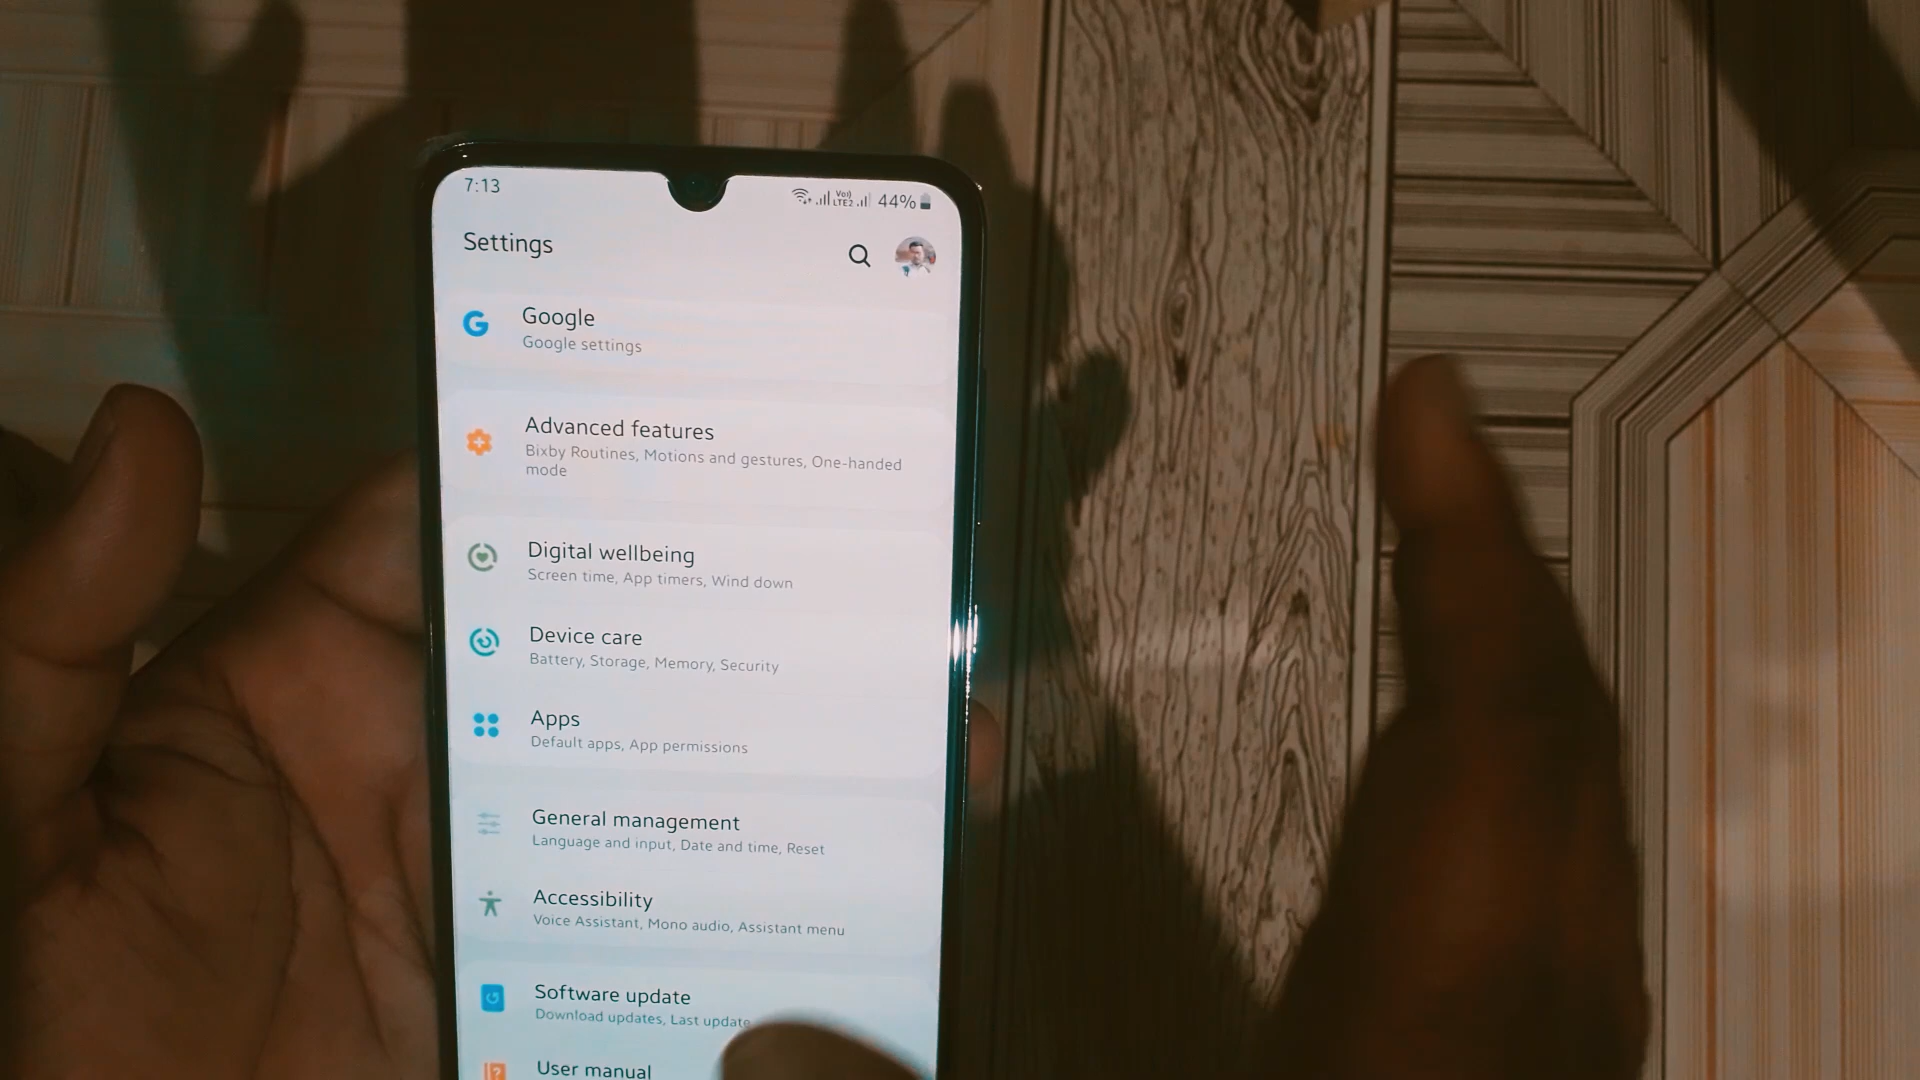 7:13
Vo)) LTE2 44%
Settings
Google
Google settings
Advanced features
Bixby Routines, Motions and gestures, One-handed
mode
Digital wellbeing
Screen time, App timers, Wind down
Device care
Battery, Storage, Memory, Security
Apps
Default apps, App permissions
General management
Language and input, Date and time, Reset
Accessibility
Voice Assistant, Mono audio, Assistant menu
Software update
Download updates, Last update
User manual